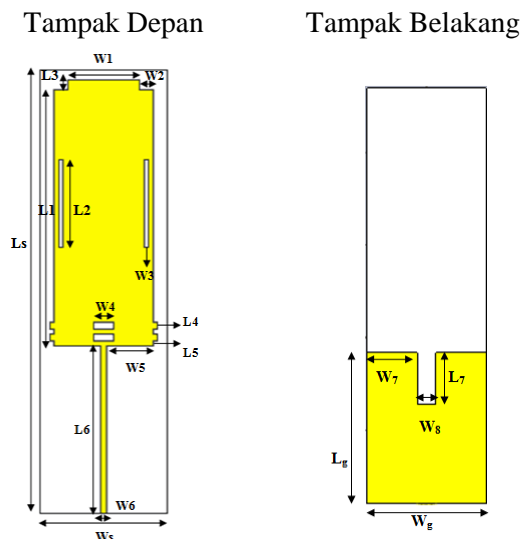 Tampak Depan
W1
L3
W2
L1
L2
Ls
W3
W4
L4
L5
W5
L6
W6
Ws
Tampak Belakang
W7
L7
W8
Lg
Wg